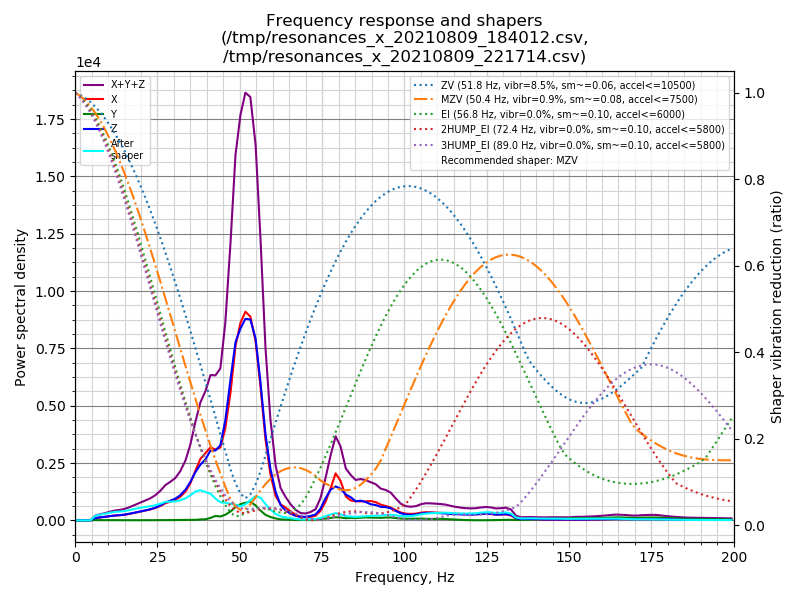 Frequency response and shapers
(/tmp/resonances_x_20210809_184012.csv,
/tmp/resonances_x_20210809_221714.csv)
1e4
X+Y+Z
X
Y
Z
After
shaper
ZV (51.8 Hz, vibr=8.5%, sm~=0.06, accel<=10500)
MZV (50.4 Hz, vibr=0.9%, sm~=0.08, accel<=7500)
EI (56.8 Hz, vibr=0.0%, sm~=0.10, accel<=6000)
2HUMP_EI (72.4 Hz, vibr=0.0%, sm~=0.10, accel<=5800)
3HUMP_EI (89.0 Hz, vibr=0.0%, sm~=0.10, accel<=5800)
Recommended shaper: MZV
Power spectral density
1.75
1.50
1.25
1.00
0.75
0.50
0.25
0.00
1.0
0.8
0.6
0.4
0.2
0.0
Shaper vibration reduction (ratio)
0 25 50 75 100 125 150 175 200
Frequency, Hz